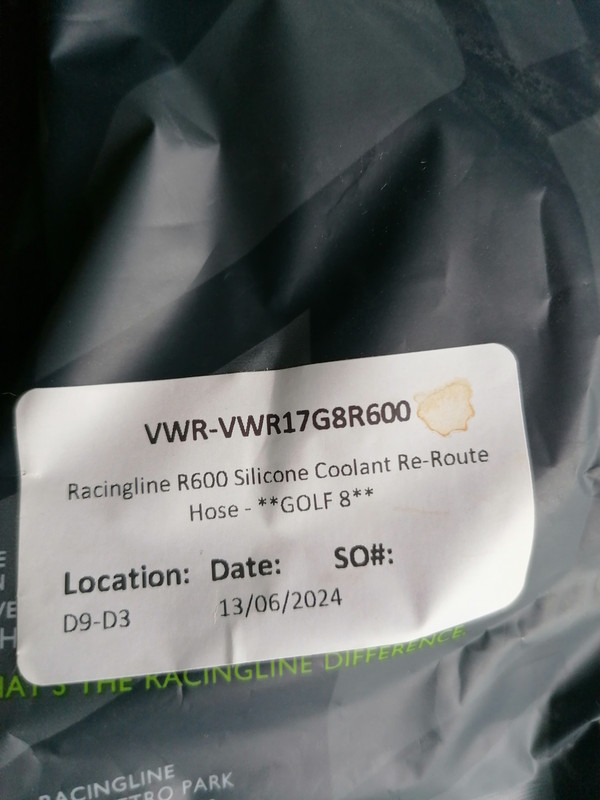 VWR-VWR17G8R600
Racingline R600 Silicone Coolant Re-Route
Hose - **GOLF 8**
Location: Date: SO#:
D9-D3 13/06/2024
THE RACINGLINE DIFFERENCE.
RACINGLINE
PARK